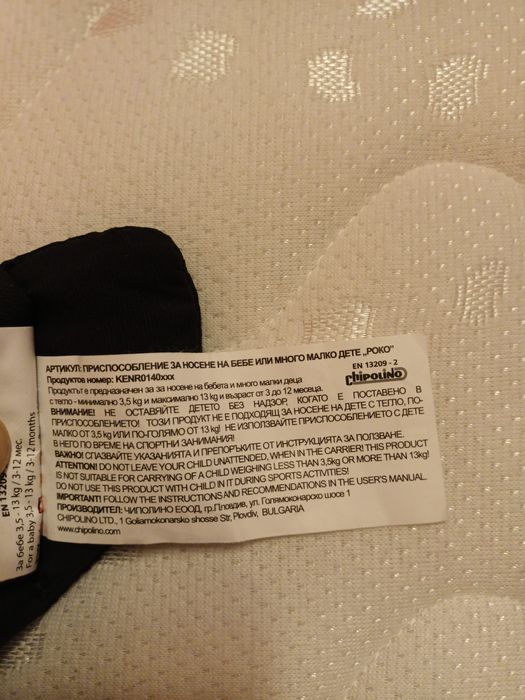 АРТИКУЛ: ПРИСПОСОБЛЕНИЕ ЗА НОСЕНЕ НА БЕБЕ ИЛИ МНОГО МАЛКО ДЕТЕ „РОКО"
Продуктов номер: KENR0140xxx
EN 13209 - 2
chipolino
Продуктът е предназначен за за носене на бебета и много малки деца
с тегло - минимално 3,5 kg и максимално 13 kg и възраст от 3 до 12 месеца.
ВНИМАНИЕ! НЕ ОСТАВЯЙТЕ ДЕТЕТО БЕЗ НАДЗОР, КОГАТО Е ПОСТАВЕНО В
ПРИСПОСОБЛЕНИЕТО! ТОЗИ ПРОДУКТ НЕ Е ПОДХОДЯЩ ЗА НОСЕНЕ НА ДЕТЕ С ТЕГЛО, ПО-
МАЛКО ОТ 3,5 kg ИЛИ ПО-ГОЛЯМО ОТ 13 kg! НЕ ИЗПОЛЗВАЙТЕ ПРИСПОСОБЛЕНИЕТО С ДЕТЕ
В НЕГО ПО ВРЕМЕ НА СПОРТНИ ЗАНИМАНИЯ!
ВАЖНО! СПАЗВАЙТЕ УКАЗАНИЯТА И ПРЕПОРЪКИТЕ ОТ ИНСТРУКЦИЯТА ЗА ПОЛЗВАНЕ.
ATTENTION! DO NOT LEAVE YOUR CHILD UNATTENDED, WHEN IN THE CARRIER! THIS PRODUCT
IS NOT SUITABLE FOR CARRYING OF A CHILD WEIGHING LESS THAN 3,5kg OR MORE THAN 13kg!
DO NOT USE THIS PRODUCT WITH CHILD IN IT DURING SPORTS ACTIVITIES!
IMPORTANT! FOLLOW THE INSTRUCTIONS AND RECOMMENDATIONS IN THE USER'S MANUAL.
ПРОИЗВОДИТЕЛ: ЧИПОЛИНО ЕООД, гр.Пловдив, ул. Голямоконарско шосе 1
CHIPOLINO LTD., 1 Goliamokonarsko shosse Str, Plovdiv, BULGARIA
www.chipolino.com
EN 13209
За бебе 3,5 - 13 kg / 3-12 мес.
For a baby 3,5 - 13 kg / 3-12 months